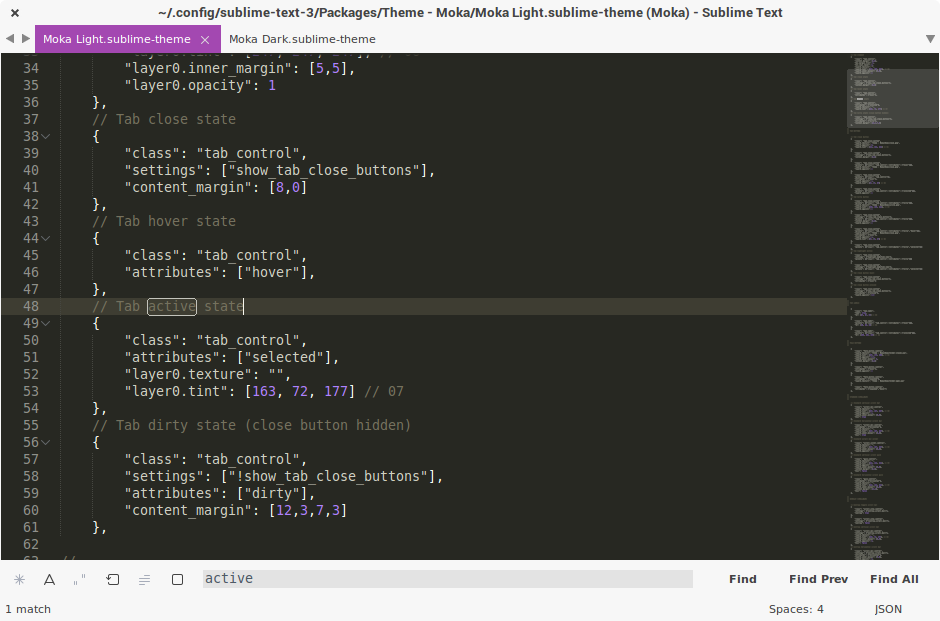 ~/.config/sublime-text-3/Packages/Theme - Moka/Moka Light.sublime-theme (Moka) - Sublime Text
Moka Light.sublime-theme Moka Dark.sublime-theme
34 "layer0.inner_margin": [5,5],
35 "layer0.opacity": 1
36 },
37 // Tab close state
38 {
39 "class": "tab_control",
40 "settings": ["show_tab_close_buttons"],
41 "content_margin": [8,0]
42 },
43 // Tab hover state
44 {
45 "class": "tab_control",
46 "attributes": ["hover"],
47 },
48 // Tab active state
49 {
50 "class": "tab_control",
51 "attributes": ["selected"],
52 "layer0.texture": "",
53 "layer0.tint": [163, 72, 177] // 07
54 },
55 // Tab dirty state (close button hidden)
56 {
57 "class": "tab_control",
58 "settings": ["!show_tab_close_buttons"],
59 "attributes": ["dirty"],
60 "content_margin": [12,3,7,3]
61 },
62
active Find Find Prev Find All
1 match Spaces: 4 JSON